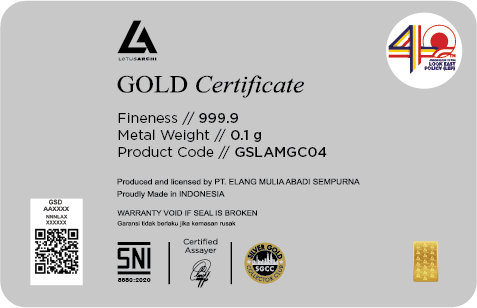 LOTUSARCHI
40
LOOK EAST
POLICY (LEP)
GOLD Certificate
Fineness // 999.9
Metal Weight // 0.1 g
Product Code // GSLAMGC04
Produced and licensed by PT. ELANG MULIA ABADI SEMPURNA
Proudly Made in INDONESIA
WARRANTY VOID IF SEAL IS BROKEN
Garansi tidak berlaku jika kemasan rusak
GSD
AAXXXX
NNNLAX
XXXXXX
SNI
8880:2020
Certified
Assayer
SILVER GOLD
SGCC